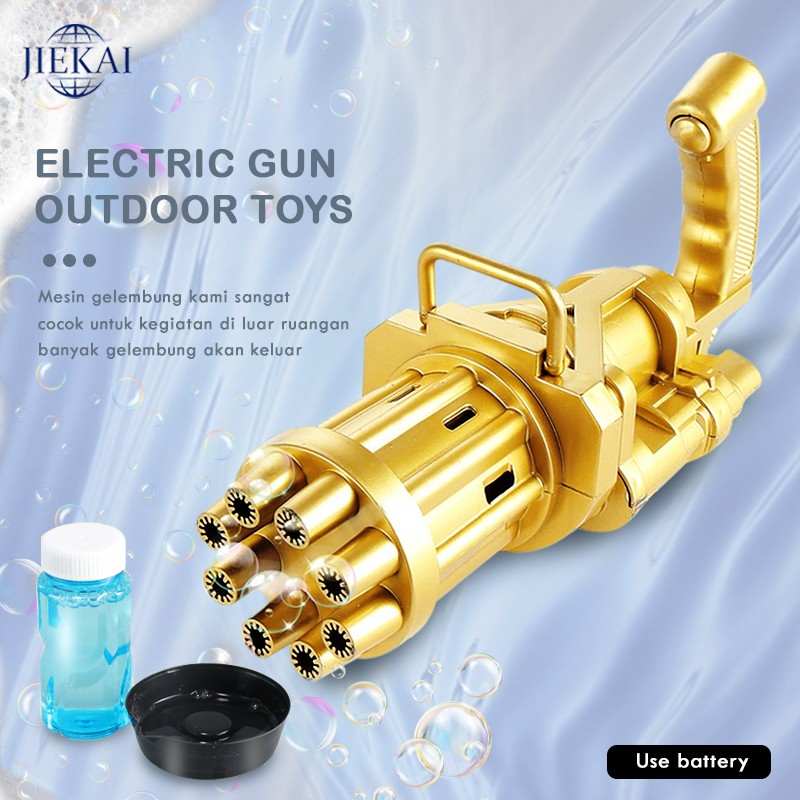 JIEKAI
ELECTRIC GUN
OUTDOOR TOYS
Mesin gelembung kami sangat
cocok untuk kegiatan di luar ruangan
banyak gelembung akan keluar
Use battery